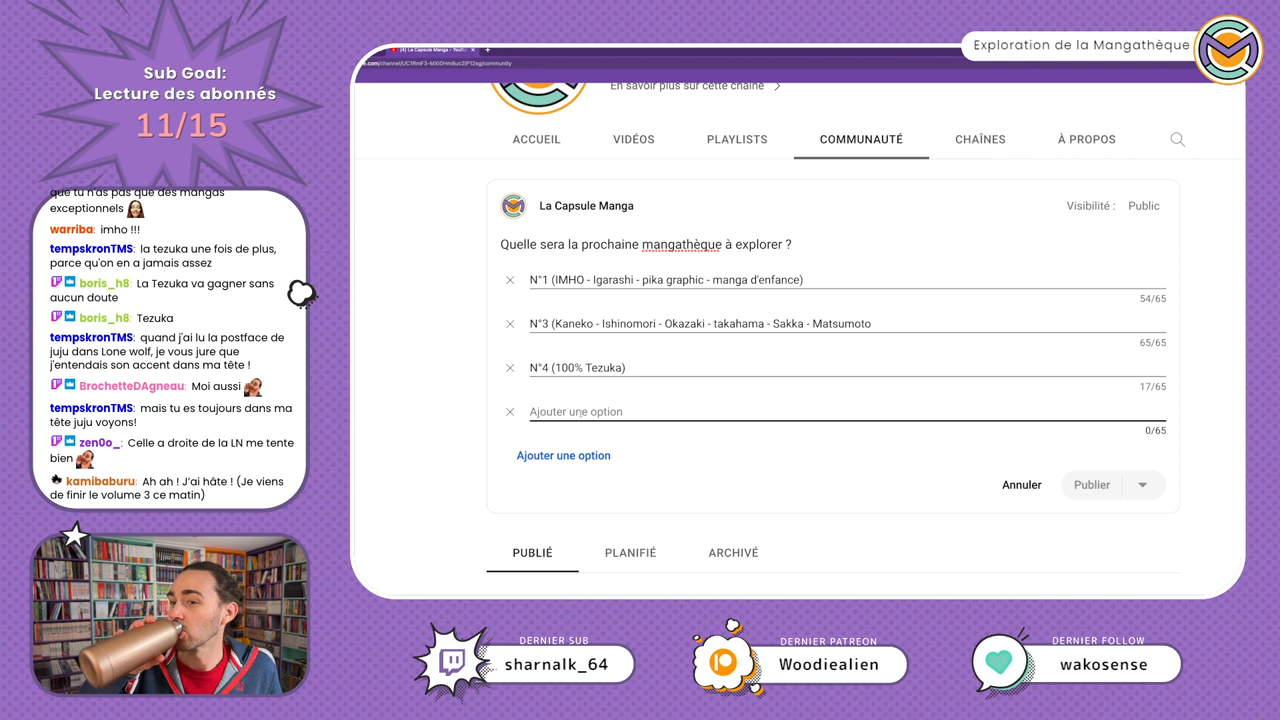 Sub Goal:
Lecture des abonnés
11/15
que tu n'as pas que des mangas
exceptionnels
warriba: imho !!!
tempskronTMS: la tezuka une fois de plus,
parce qu'on en a jamais assez
boris_h8: La Tezuka va gagner sans
aucun doute
boris_h8: Tezuka
tempskronTMS: quand j'ai lu la postface de
juju dans Lone wolf, je vous jure que
j'entendais son accent dans ma tête !
BrochetteDAgneau: Moi aussi
tempskronTMS: mais tu es toujours dans ma
tête juju voyons!
zen0o_: Celle a droite de la LN me tente
bien
kamibaburu: Ah ah ! J'ai hâte ! (Je viens
de finir le volume 3 ce matin)
Exploration de la Mangathèque
(4) La Capsule Manga - YouTu
En savoir plus sur cette chaîne
ACCUEIL
VIDÉOS
PLAYLISTS
COMMUNAUTÉ
CHAÎNES
À PROPOS
La Capsule Manga
Visibilité : Public
Quelle sera la prochaine mangathèque à explorer ?
N°1 (IMHO - Igarashi - pika graphic - manga d'enfance)
54/65
N°3 (Kaneko - Ishinomori - Okazaki - takahama - Sakka - Matsumoto
65/65
N°4 (100% Tezuka)
17/65
Ajouter une option
0/65
Ajouter une option
Annuler
Publier
PUBLIÉ
PLANIFIÉ
ARCHIVÉ
DERNIER SUB
sharnalk_64
DERNIER PATREON
Woodiealien
DERNIER FOLLOW
wakosense